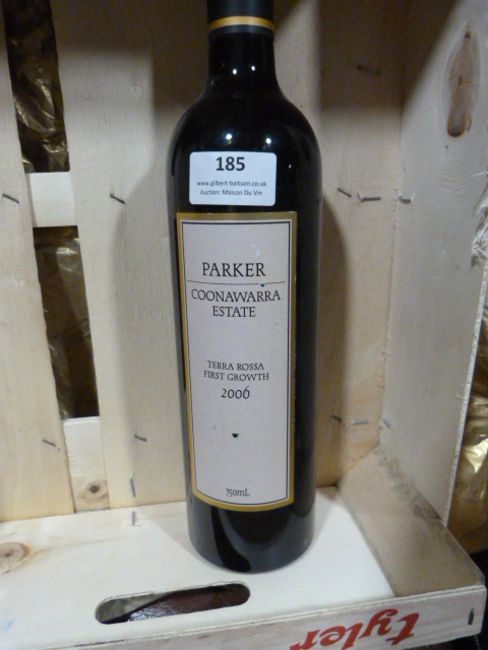 185
www.gilbert-baitson.co.uk
Auction: Maison Du Vin
PARKER
COONAWARRA
ESTATE
TERRA ROSSA
FIRST GROWTH
2006
750mL
tyler